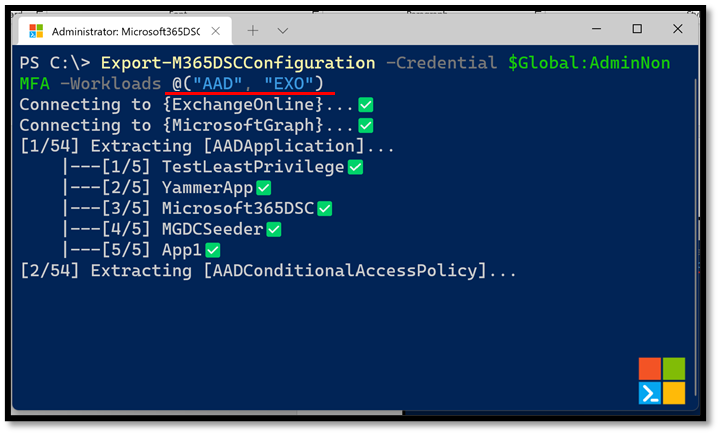 Administrator: Microsoft365DSC
PS C:\> Export-M365DSCConfiguration -Credential $Global:AdminNon
MFA -Workloads @("AAD", "EXO")
Connecting to {ExchangeOnline}...✅
Connecting to {MicrosoftGraph}...✅
[1/54] Extracting [AADApplication]...
    |---[1/5] TestLeastPrivilege✅
    |---[2/5] YammerApp✅
    |---[3/5] Microsoft365DSC✅
    |---[4/5] MGDCSeeder✅
    |---[5/5] App1✅
[2/54] Extracting [AADConditionalAccessPolicy]...